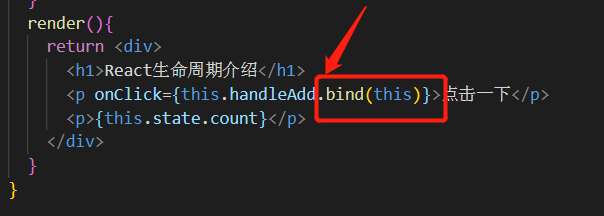 }
render(){
return <div>
<h1>React生命周期介绍</h1>
<p onClick={this.handleAdd.bind(this)}>点击一下</p>
<p>{this.state.count}</p>
</div>
}
}